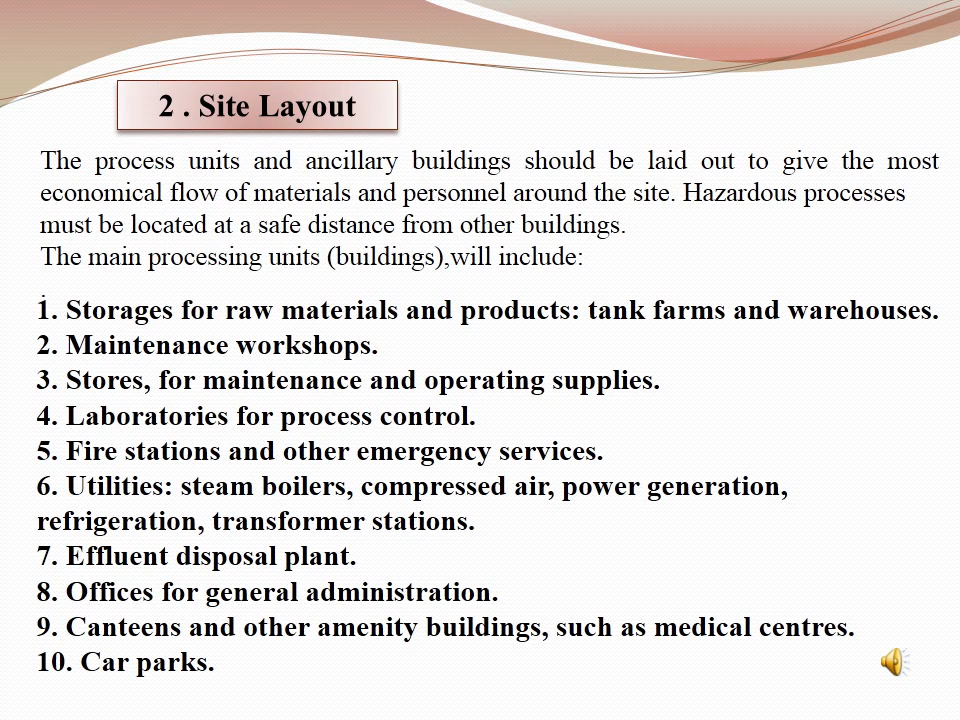 2 . Site Layout
The process units and ancillary buildings should be laid out to give the most
economical flow of materials and personnel around the site. Hazardous processes
must be located at a safe distance from other buildings.
The main processing units (buildings),will include:
.
1. Storages for raw materials and products: tank farms and warehouses.
2. Maintenance workshops.
3. Stores, for maintenance and operating supplies.
4. Laboratories for process control.
5. Fire stations and other emergency services.
6. Utilities: steam boilers, compressed air, power generation,
refrigeration, transformer stations.
7. Effluent disposal plant.
8. Offices for general administration.
9. Canteens and other amenity buildings, such as medical centres.
10. Car parks.